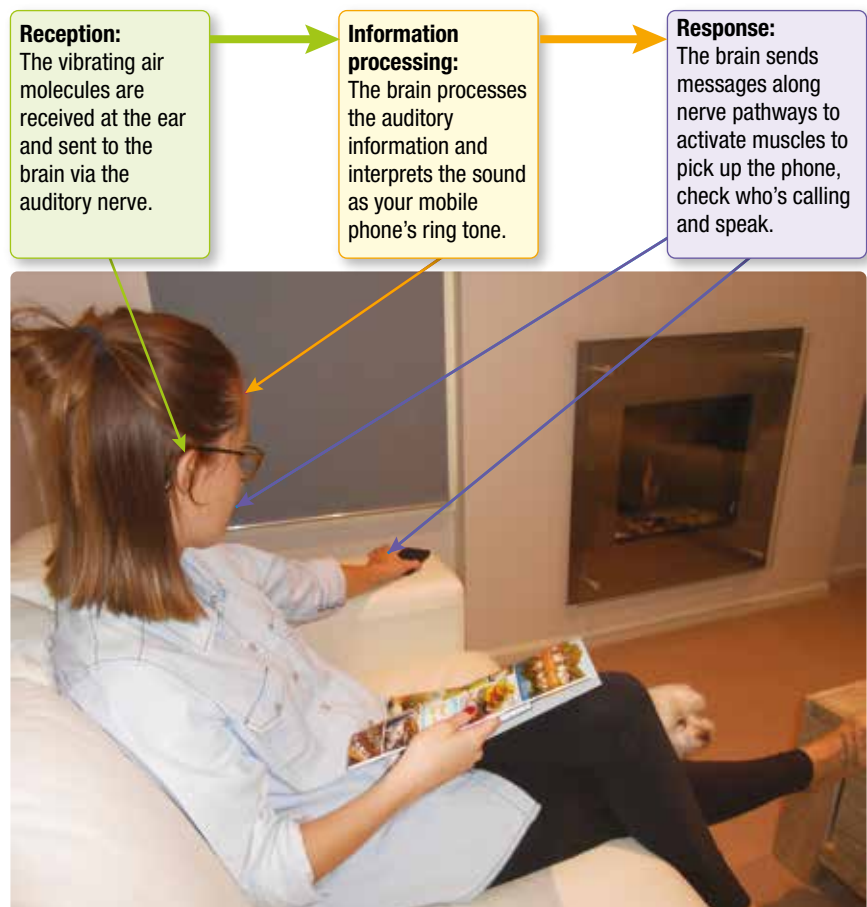 Reception:
The vibrating air
molecules are
received at the ear
and sent to the
brain via the
auditory nerve.
Information
processing:
The brain processes
the auditory
information and
interprets the sound
as your mobile
phone's ring tone.
Response:
The brain sends
messages along
nerve pathways to
activate muscles to
pick up the phone,
check who's calling
and speak.